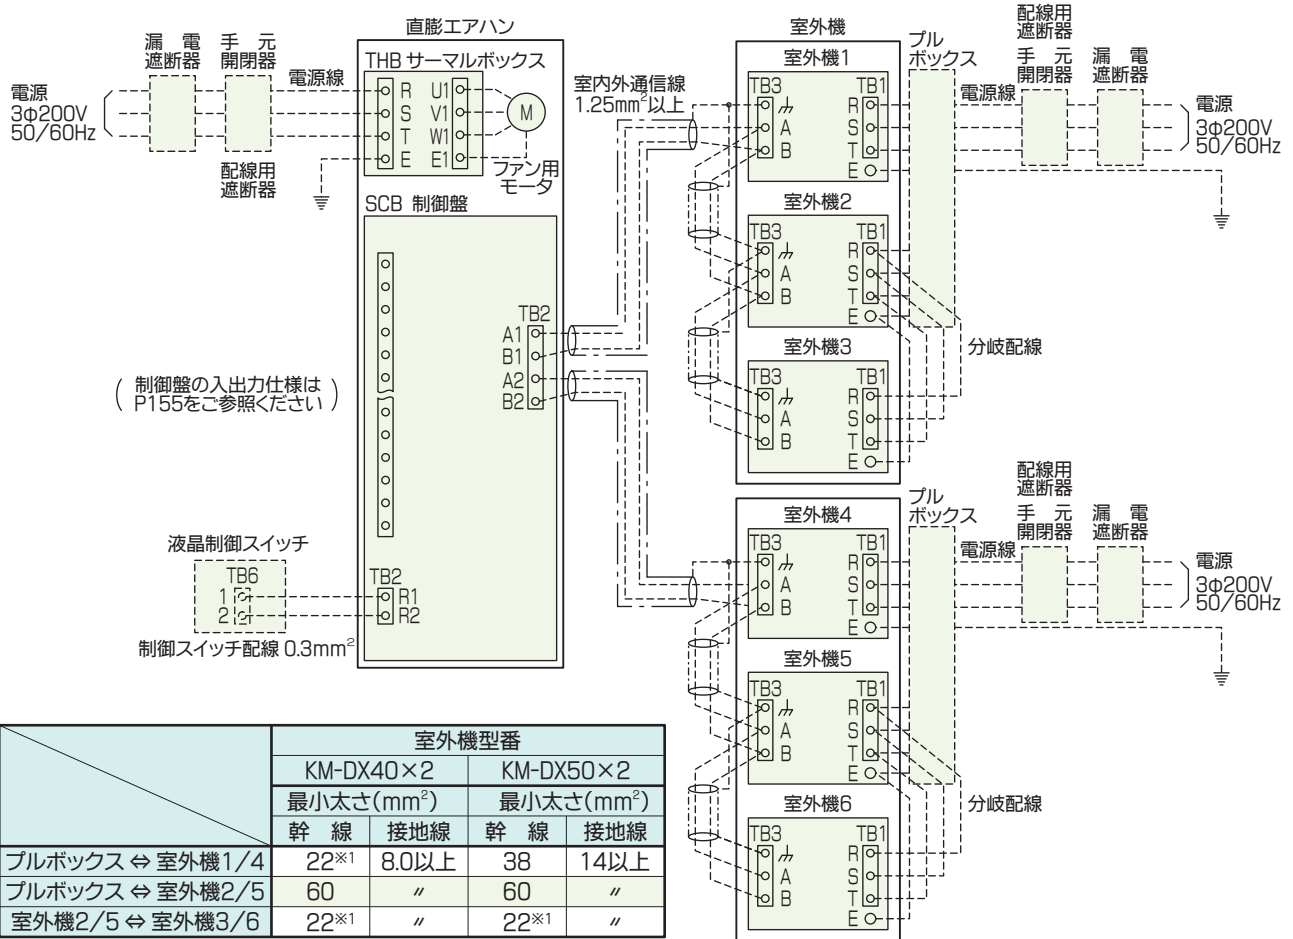 直膨エアハン
漏電
遮断器
手元
開閉器
THB サーマルボックス
電源線
電源
3φ200V
50/60Hz
R U1
S V1
T W1
E E1
M
配線用
遮断器
ファン用
モータ
SCB 制御盤
TB2
A1
B1
A2
B2
(制御盤の入出力仕様は
P155をご参照ください)
液晶制御スイッチ
TB6
1
2
TB2
R1
R2
制御スイッチ配線 0.3mm²
室内外通信線
1.25mm²以上
室外機
室外機1
TB3 TB1
A
B
R
S
T
E
プル
ボックス
電源線
配線用
遮断器
手元
開閉器
漏電
遮断器
電源
3φ200V
50/60Hz
室外機2
TB3 TB1
A
B
R
S
T
E
分岐配線
室外機3
TB3 TB1
A
B
R
S
T
E
室外機4
TB3 TB1
A
B
R
S
T
E
プル
ボックス
電源線
配線用
遮断器
手元
開閉器
漏電
遮断器
電源
3φ200V
50/60Hz
室外機5
TB3 TB1
A
B
R
S
T
E
分岐配線
室外機6
TB3 TB1
A
B
R
S
T
E
室外機型番
KM-DX40×2 KM-DX50×2
最小太さ(mm²) 最小太さ(mm²)
幹線 接地線 幹線 接地線
プルボックス ⇔ 室外機1/4 22※1 8.0以上 38 14以上
プルボックス ⇔ 室外機2/5 60 〃 60 〃
室外機2/5 ⇔ 室外機3/6 22※1 〃 22※1 〃